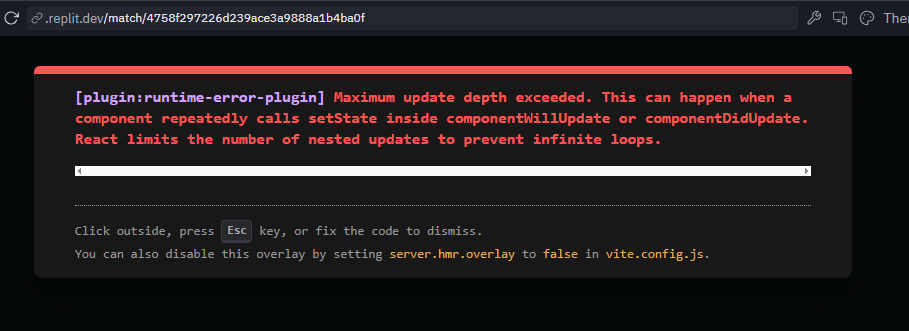 .replit.dev/match/4758f297226d239ace3a9888a1b4ba0f
Ther
[plugin:runtime-error-plugin] Maximum update depth exceeded. This can happen when a
component repeatedly calls setState inside componentWillUpdate or componentDidUpdate.
React limits the number of nested updates to prevent infinite loops.
Click outside, press Esc key, or fix the code to dismiss.
You can also disable this overlay by setting server.hmr.overlay to false in vite.config.js.